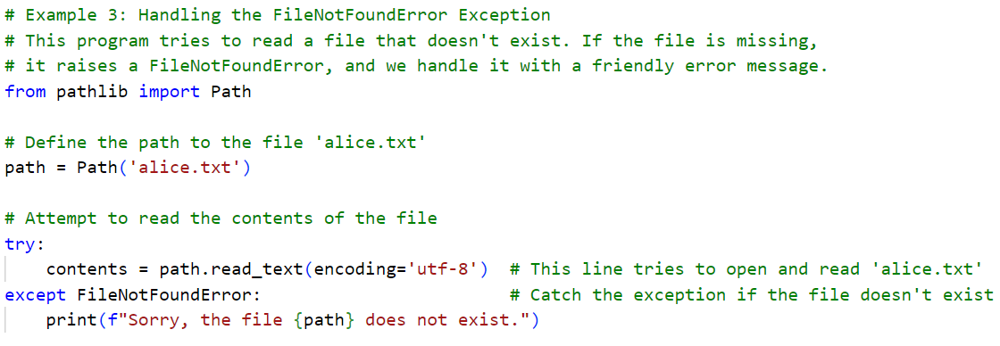 # Example 3: Handling the FileNotFoundError Exception
# This program tries to read a file that doesn't exist. If the file is missing,
# it raises a FileNotFoundError, and we handle it with a friendly error message.
from pathlib import Path

# Define the path to the file 'alice.txt'
path = Path('alice.txt')

# Attempt to read the contents of the file
try:
    contents = path.read_text(encoding='utf-8')  # This line tries to open and read 'alice.txt'
except FileNotFoundError:                         # Catch the exception if the file doesn't exist
    print(f"Sorry, the file {path} does not exist.")